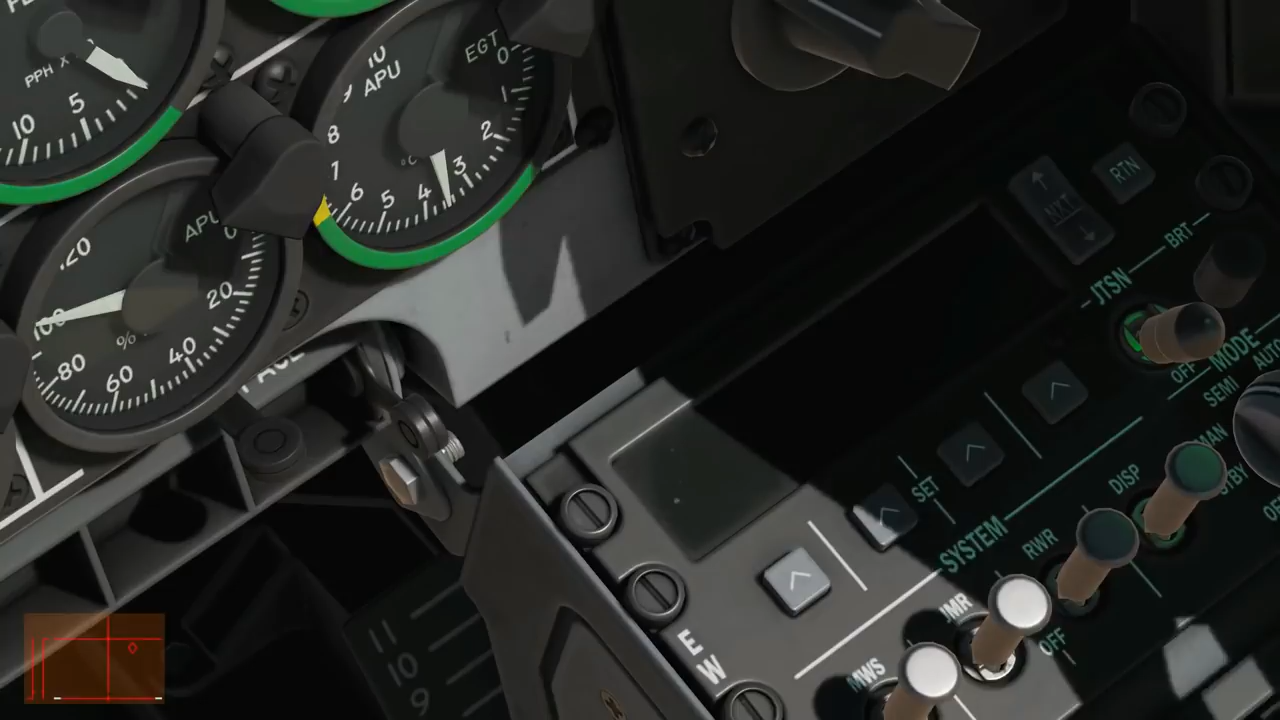 PPH X
5
10
10
APU
EGT
0
1
2
3
4
5
6
7
8
9
°C
APU
0
20
40
60
80
100
120
%
RTN
NXT
BRT
JTSN
OFF
MODE
AUTO
SEMI
MAN
STBY
DISP
SET
SYSTEM
RWR
JMR
OFF
MWS
E
W
11
10
9